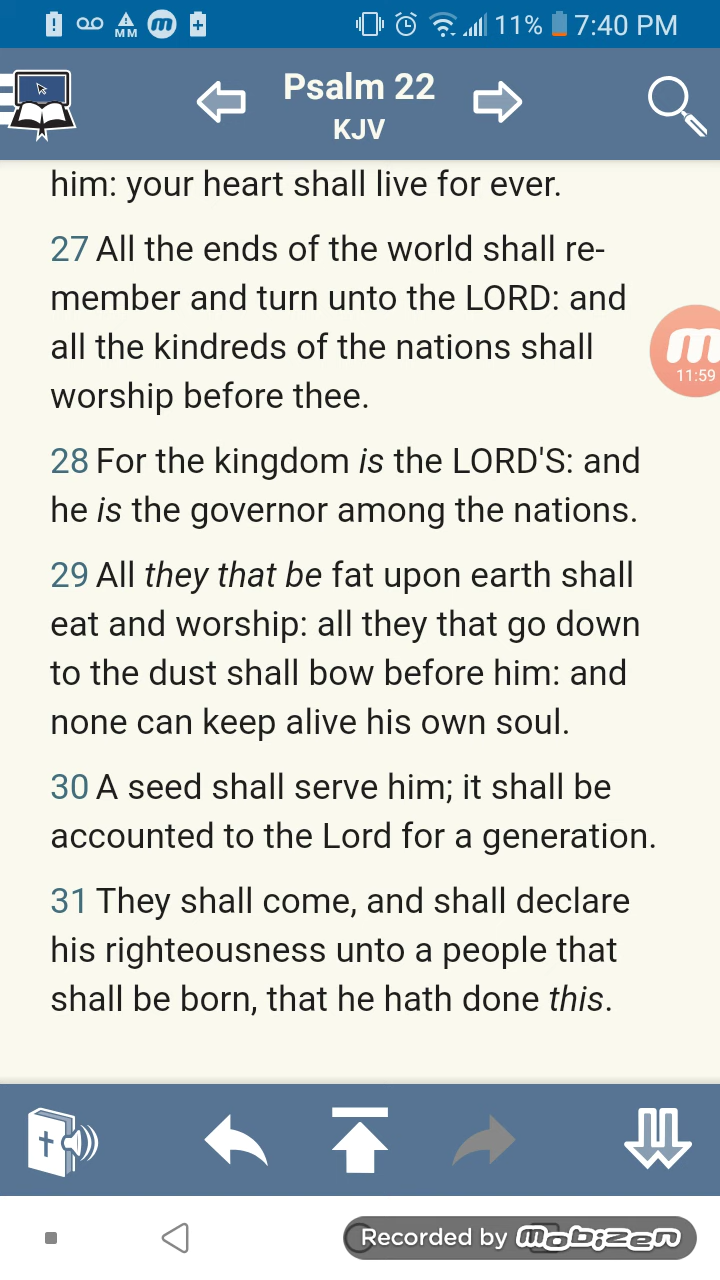 MM
m
11% 7:40 PM
Psalm 22
KJV
him: your heart shall live for ever.
27 All the ends of the world shall re-
member and turn unto the LORD: and
all the kindreds of the nations shall
worship before thee.
m
11:59
28 For the kingdom is the LORD'S: and
he is the governor among the nations.
29 All they that be fat upon earth shall
eat and worship: all they that go down
to the dust shall bow before him: and
none can keep alive his own soul.
30 A seed shall serve him; it shall be
accounted to the Lord for a generation.
31 They shall come, and shall declare
his righteousness unto a people that
shall be born, that he hath done this.
Recorded by mobizen